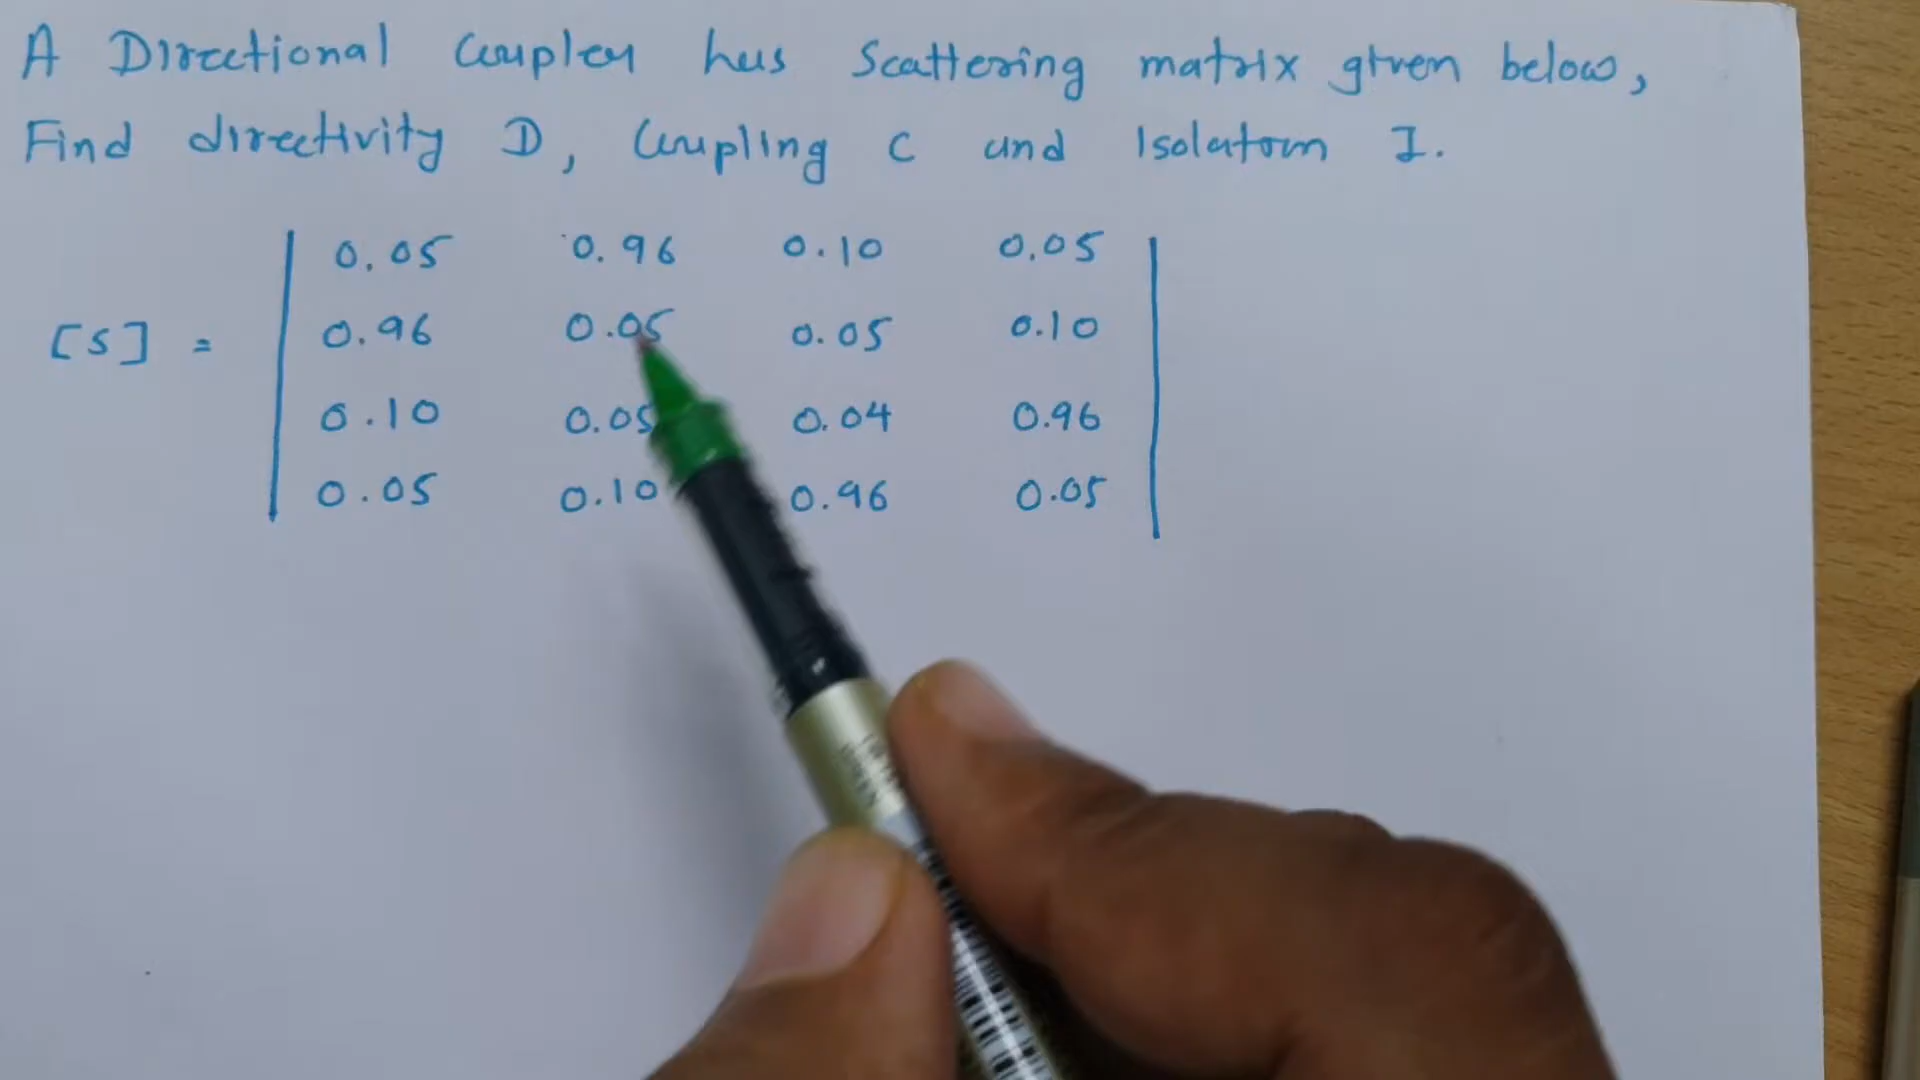 A Directional Coupler has Scattering matrix given below,
Find directivity D, Coupling C and Isolation I.
0.05 0.96 0.10 0.05
[S] = 0.96 0.05 0.05 0.10
0.10 0.05 0.04 0.96
0.05 0.10 0.96 0.05